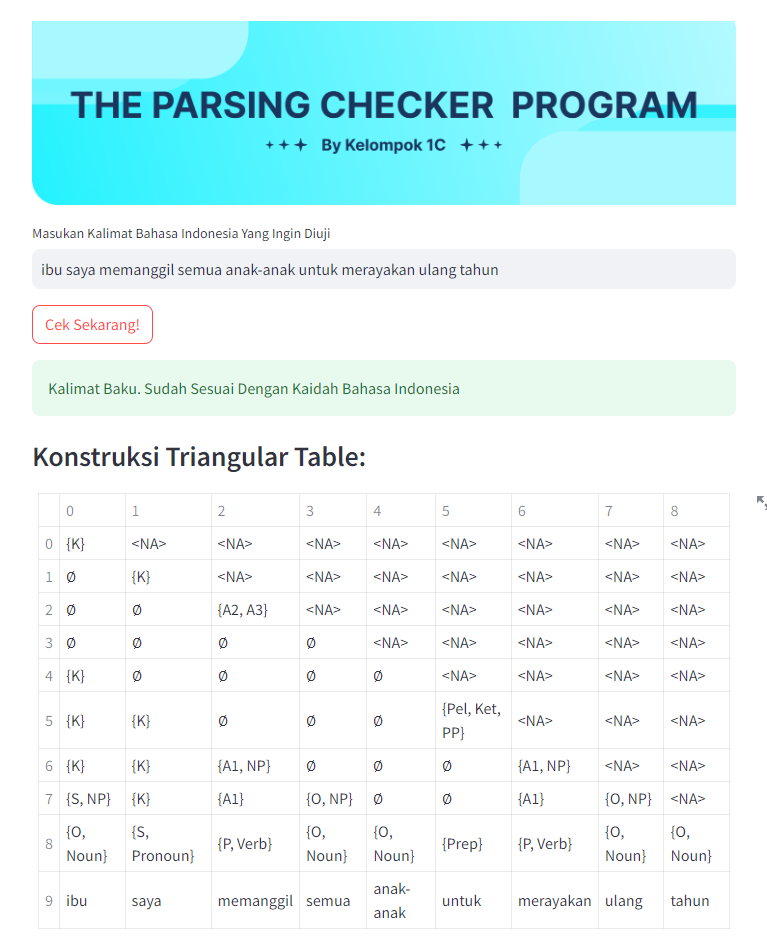 THE PARSING CHECKER PROGRAM
By Kelompok 1C
Masukan Kalimat Bahasa Indonesia Yang Ingin Diuji
ibu saya memanggil semua anak-anak untuk merayakan ulang tahun
Cek Sekarang!
Kalimat Baku. Sudah Sesuai Dengan Kaidah Bahasa Indonesia
Konstruksi Triangular Table:
0 1 2 3 4 5 6 7 8
0 {K} <NA> <NA> <NA> <NA> <NA> <NA> <NA> <NA>
1 Ø {K} <NA> <NA> <NA> <NA> <NA> <NA> <NA>
2 Ø Ø {A2, A3} <NA> <NA> <NA> <NA> <NA> <NA>
3 Ø Ø Ø Ø <NA> <NA> <NA> <NA> <NA>
4 {K} Ø Ø Ø Ø <NA> <NA> <NA> <NA>
5 {K} {K} Ø Ø Ø {Pel, Ket, PP} <NA> <NA> <NA>
6 {K} {K} {A1, NP} Ø Ø Ø {A1, NP} <NA> <NA>
7 {S, NP} {K} {A1} {O, NP} Ø Ø {A1} {O, NP} <NA>
8 {O, Noun} {S, Pronoun} {P, Verb} {O, Noun} {O, Noun} {Prep} {P, Verb} {O, Noun} {O, Noun}
9 ibu saya memanggil semua anak-anak untuk merayakan ulang tahun